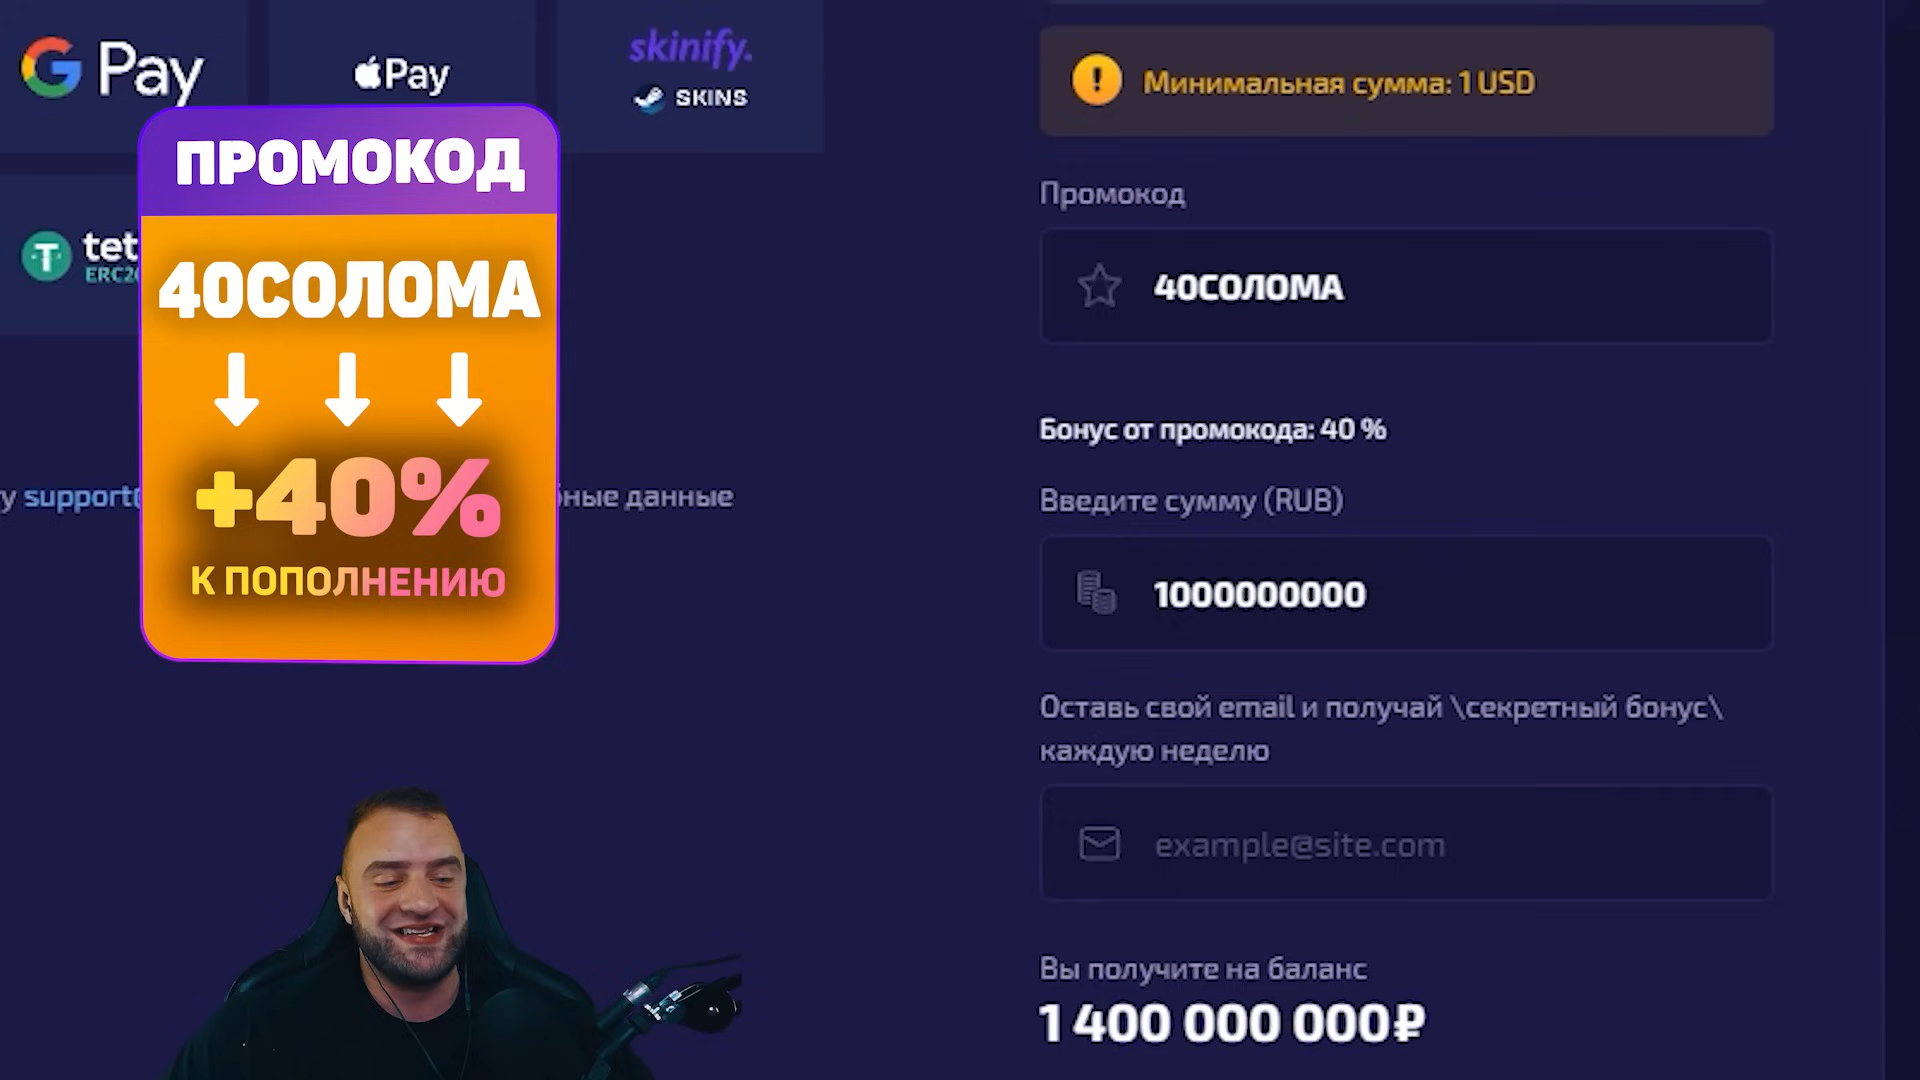 G Pay
Pay
skinify.
SKINS
ПРОМОКОД
40СОЛОМА
+40%
К ПОПОЛНЕНИЮ
Минимальная сумма: 1 USD
Промокод
40СОЛОМА
Бонус от промокода: 40 %
Введите сумму (RUB)
1000000000
Оставь свой email и получай \секретный бонус\
каждую неделю
example@site.com
Вы получите на баланс
1 400 000 000₽
support
данные